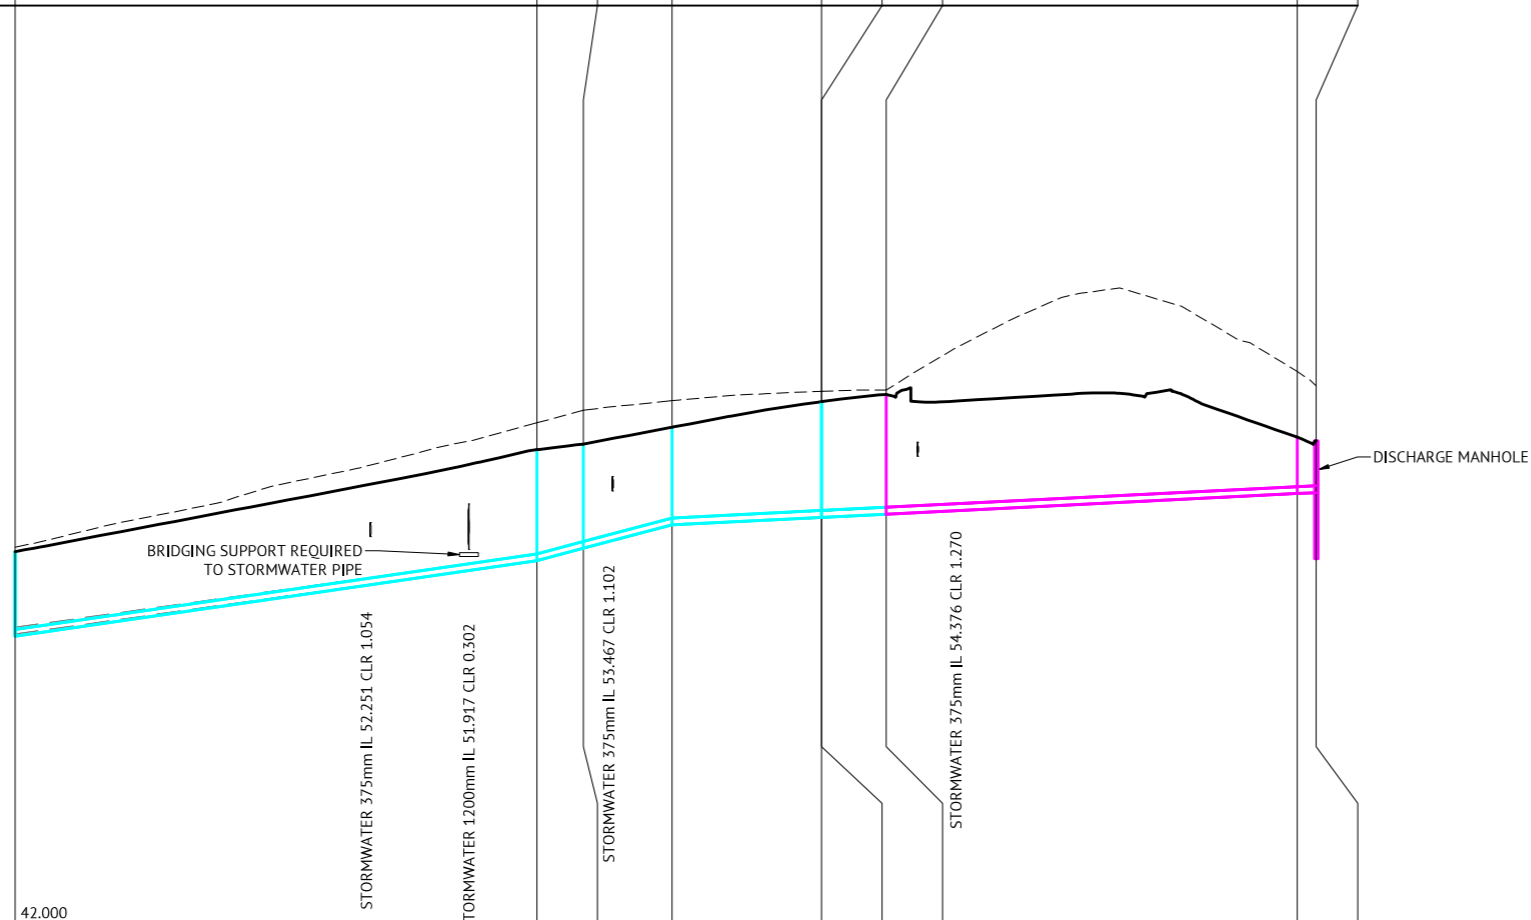 DISCHARGE MANHOLE
BRIDGING SUPPORT REQUIRED
TO STORMWATER PIPE
STORMWATER 375mm IL 52.251 CLR 1.054
TORMWATER 1200mm IL 51.917 CLR 0.302
STORMWATER 375mm IL 53.467 CLR 1.102
STORMWATER 375mm IL 54.376 CLR 1.270
42.000